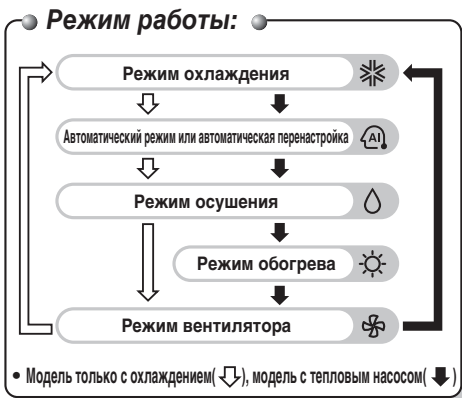 Режим работы:
Режим охлаждения
Автоматический режим или автоматическая перенастройка
AI
Режим осушения
Режим обогрева
Режим вентилятора
• Модель только с охлаждением( ), модель с тепловым насосом( )